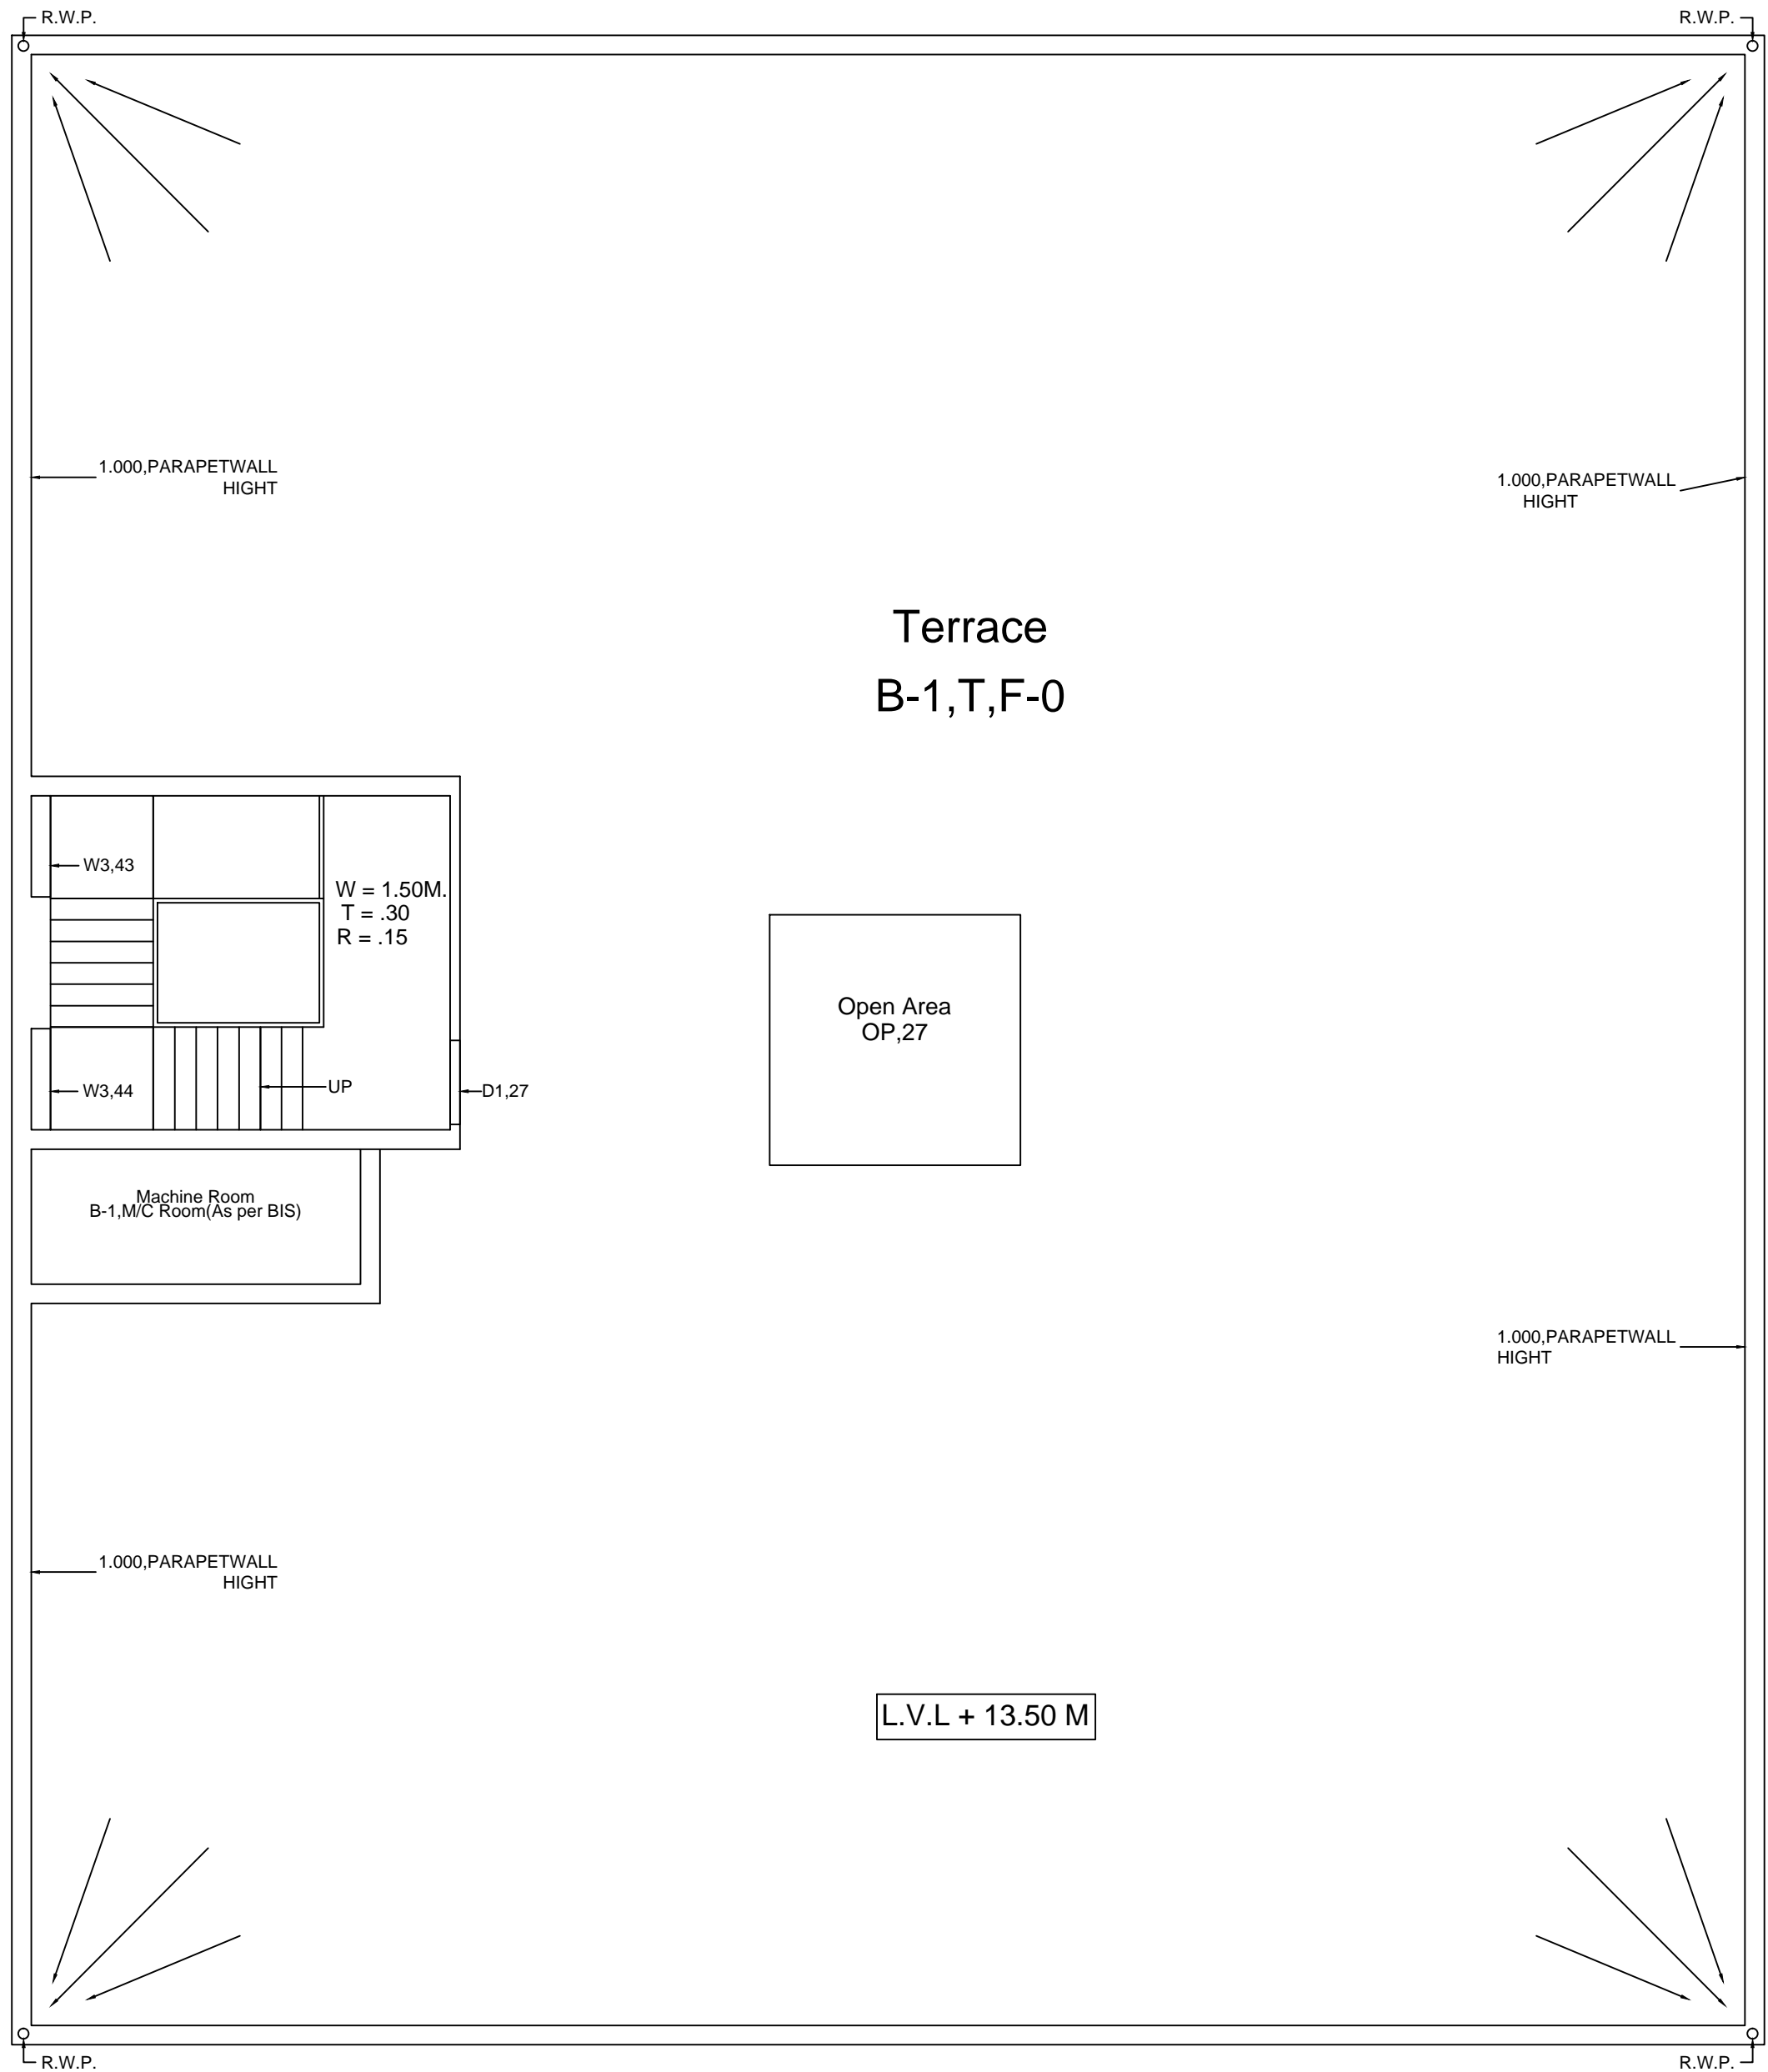 R.W.P.
R.W.P.
1.000,PARAPETWALL
HIGHT
1.000,PARAPETWALL
HIGHT
Terrace
B-1,T,F-0
W3,43
W = 1.50M.
T = .30
R = .15
Open Area
OP,27
W3,44
UP
D1,27
Machine Room
B-1,M/C Room(As per BIS)
1.000,PARAPETWALL
HIGHT
1.000,PARAPETWALL
HIGHT
L.V.L + 13.50 M
R.W.P.
R.W.P.